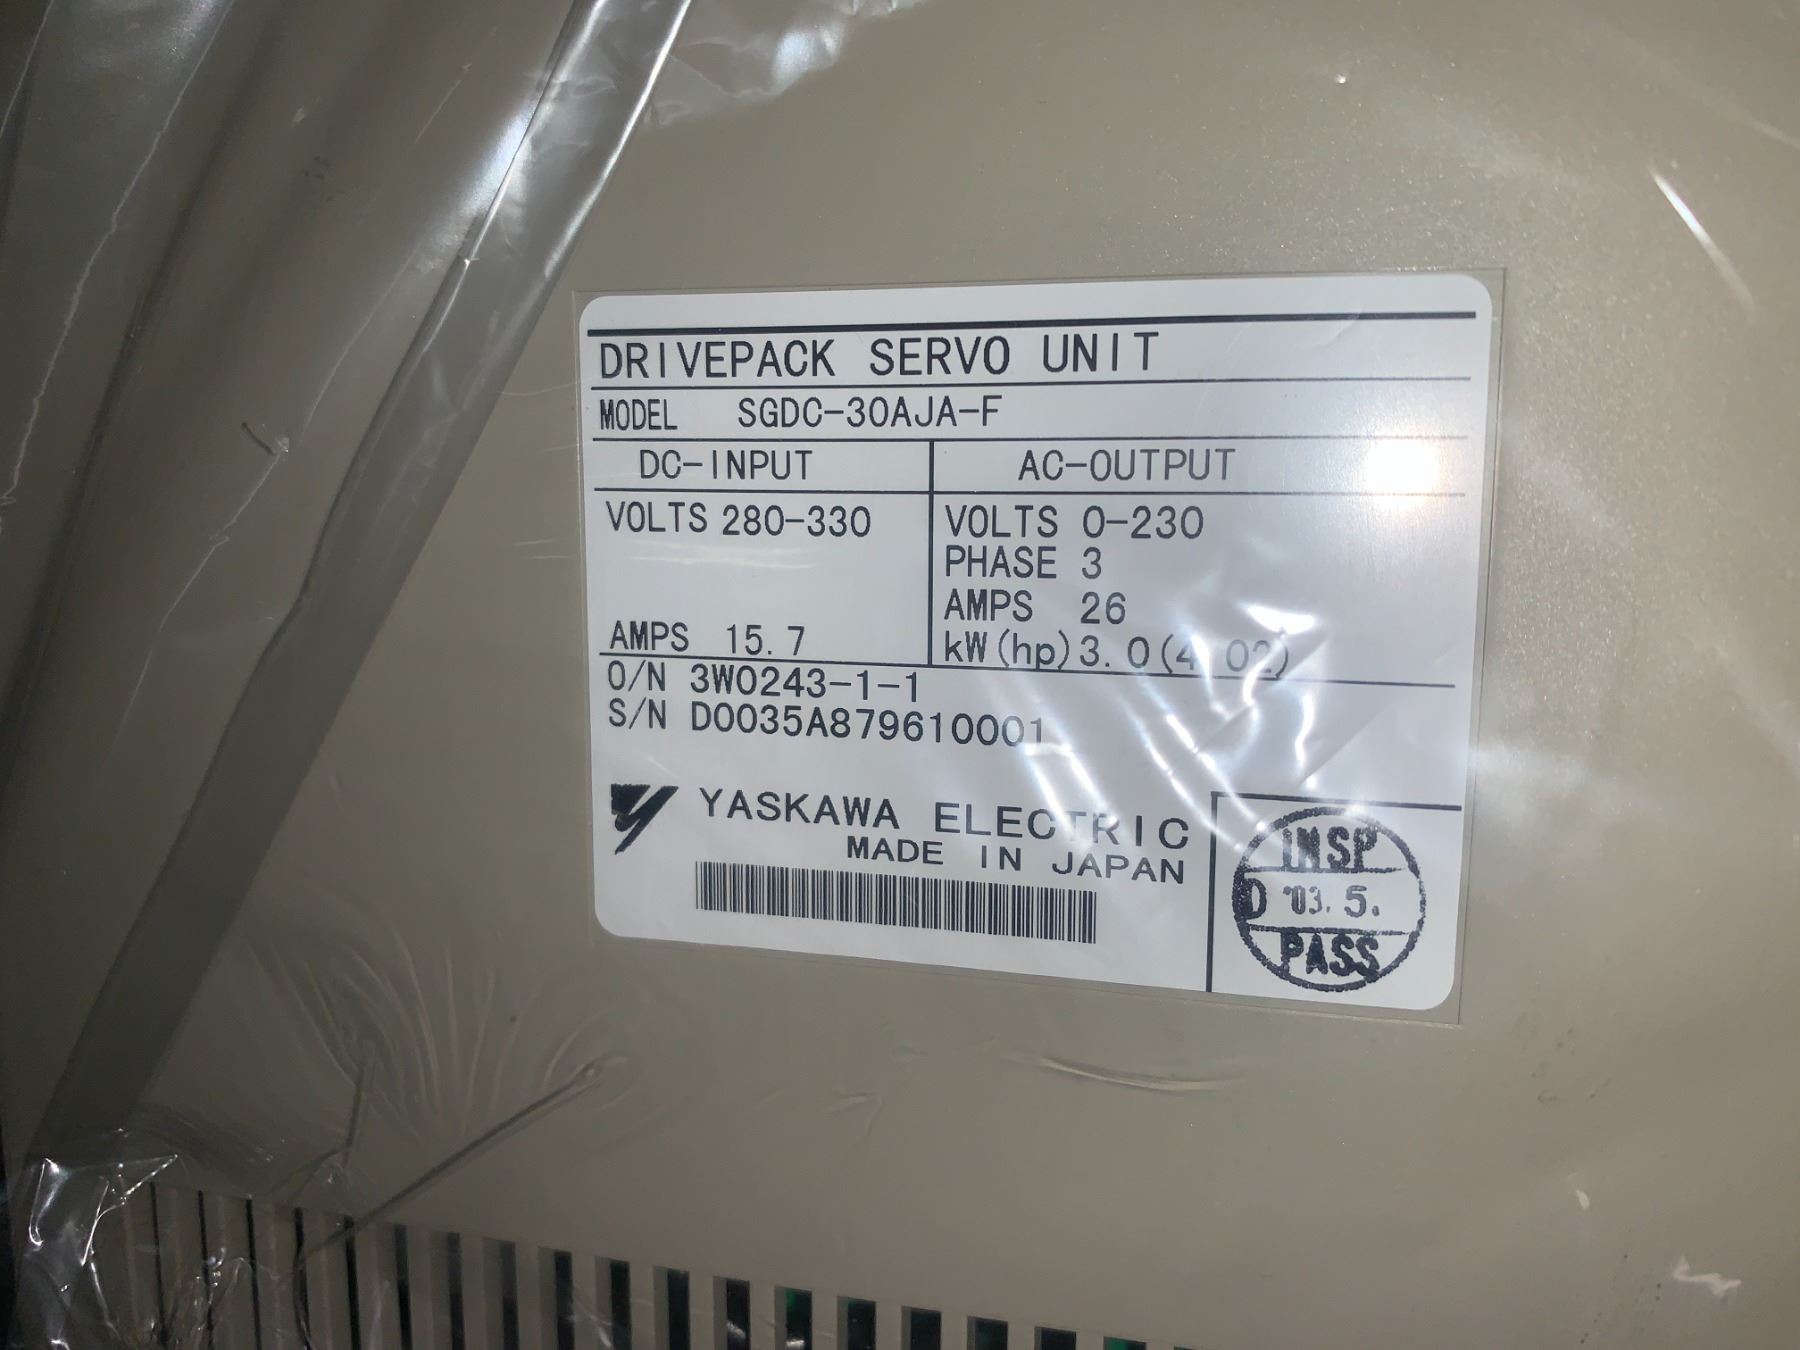 DRIVEPACK SERVO UNIT
MODEL SGDC-30AJA-F
DC-INPUT AC-OUTPUT
VOLTS 280-330
AMPS 15.7
VOLTS 0-230
PHASE 3
AMPS 26
kW(hp) 3.0(4.02)
O/N 3W0243-1-1
S/N D0035A879610001
YASKAWA ELECTRIC
MADE IN JAPAN
INSP
D '03. 5.
PASS